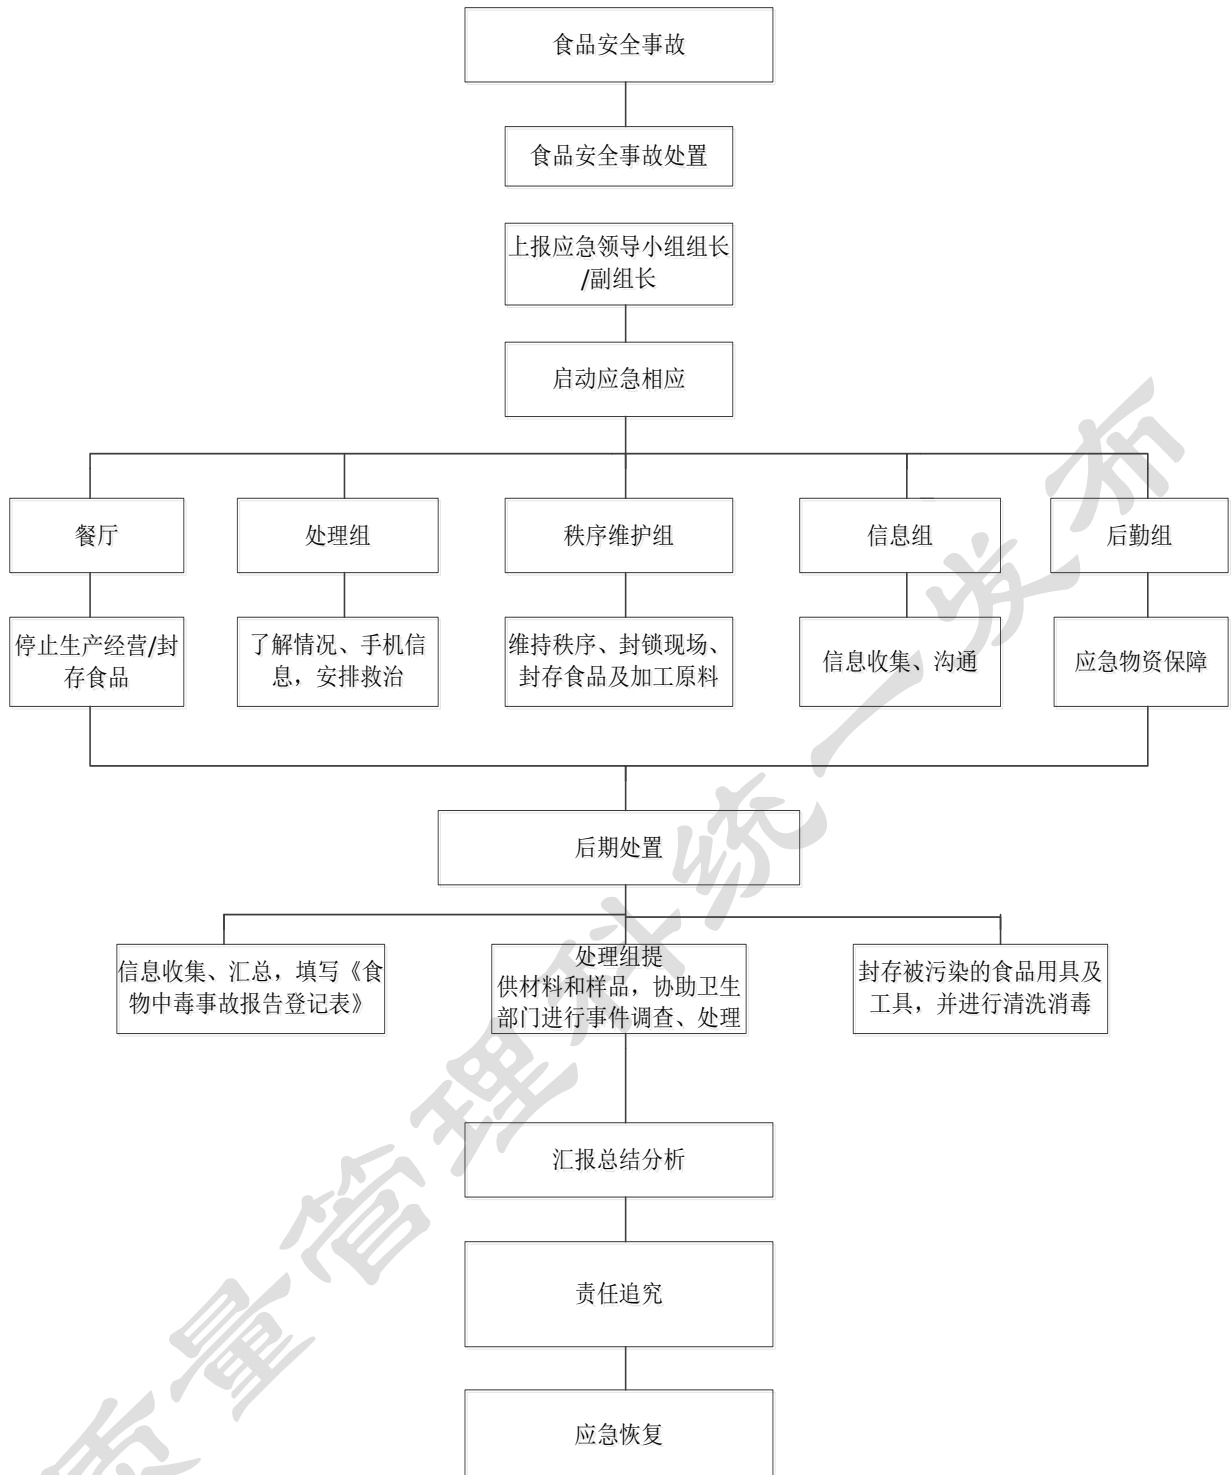 食品安全事故
食品安全事故处置
上报应急领导小组组长
/副组长
启动应急相应
餐厅
处理组
秩序维护组
信息组
后勤组
停止生产经营/封
存食品
了解情况、手机信
息，安排救治
维持秩序、封锁现场、
封存食品及加工原料
信息收集、沟通
应急物资保障
后期处置
信息收集、汇总，填写《食
物中毒事故报告登记表》
处理组提
供材料和样品，协助卫生
部门进行事件调查、处理
封存被污染的食品用具及
工具，并进行清洗消毒
汇报总结分析
责任追究
应急恢复
质量管理科统一发布